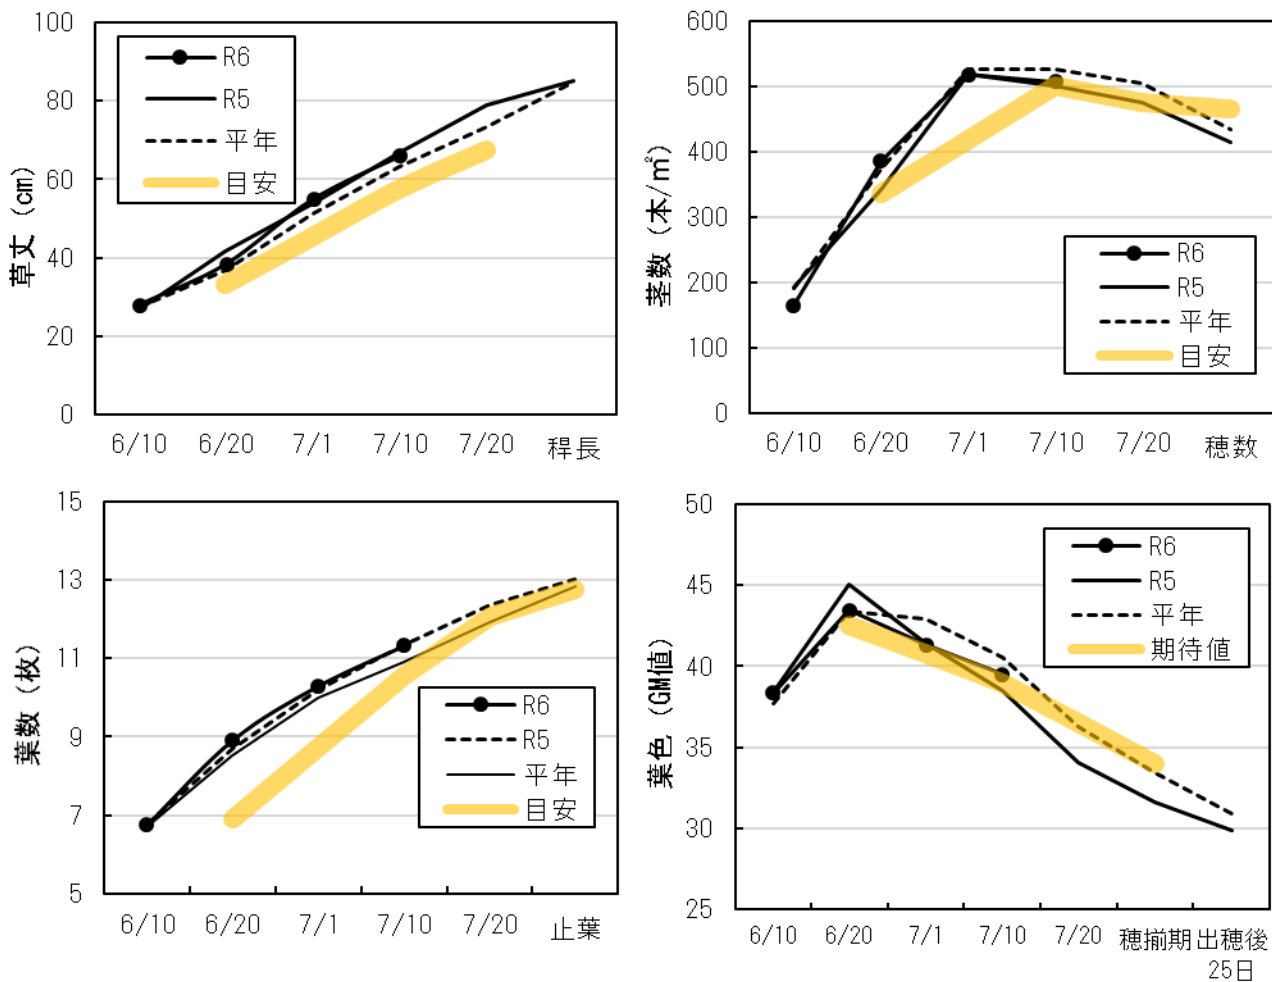 草丈 (cm)
100
80
60
40
20
0
R6
R5
平年
目安
6/10 6/20 7/1 7/10 7/20 稈長
茎数 (本/㎡)
600
500
400
300
200
100
0
R6
R5
平年
目安
6/10 6/20 7/1 7/10 7/20 穂数
葉数 (枚)
15
13
11
9
7
5
R6
R5
平年
目安
6/10 6/20 7/1 7/10 7/20 止葉
葉色 (GM値)
50
45
40
35
30
25
R6
R5
平年
期待値
6/10 6/20 7/1 7/10 7/20 穂揃期 出穂後
25日